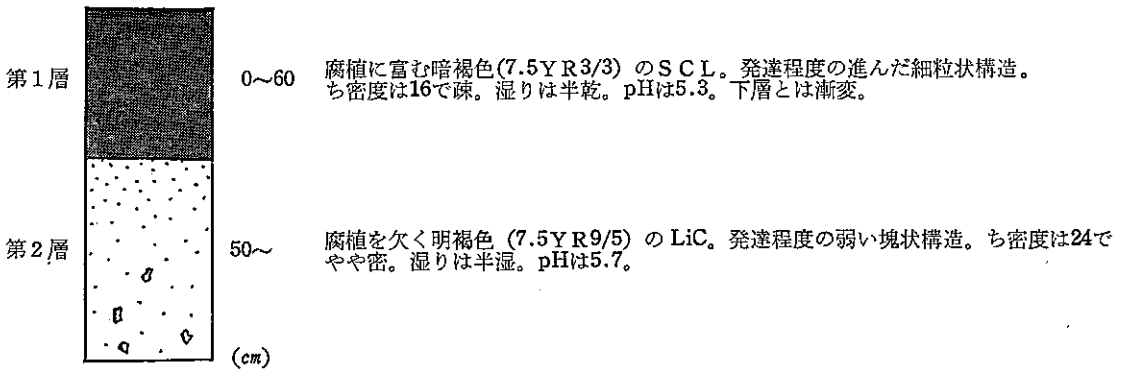 第1層 0～60 腐植に富む暗褐色(7.5YR3/3) のSCL。発達程度の進んだ細粒状構造。
ち密度は16で疎。湿りは半乾。pHは5.3。下層とは漸変。
第2層 50～ 腐植を欠く明褐色 (7.5YR9/5) の LiC。発達程度の弱い塊状構造。ち密度は24で
やや密。湿りは半湿。pHは5.7。
(cm)